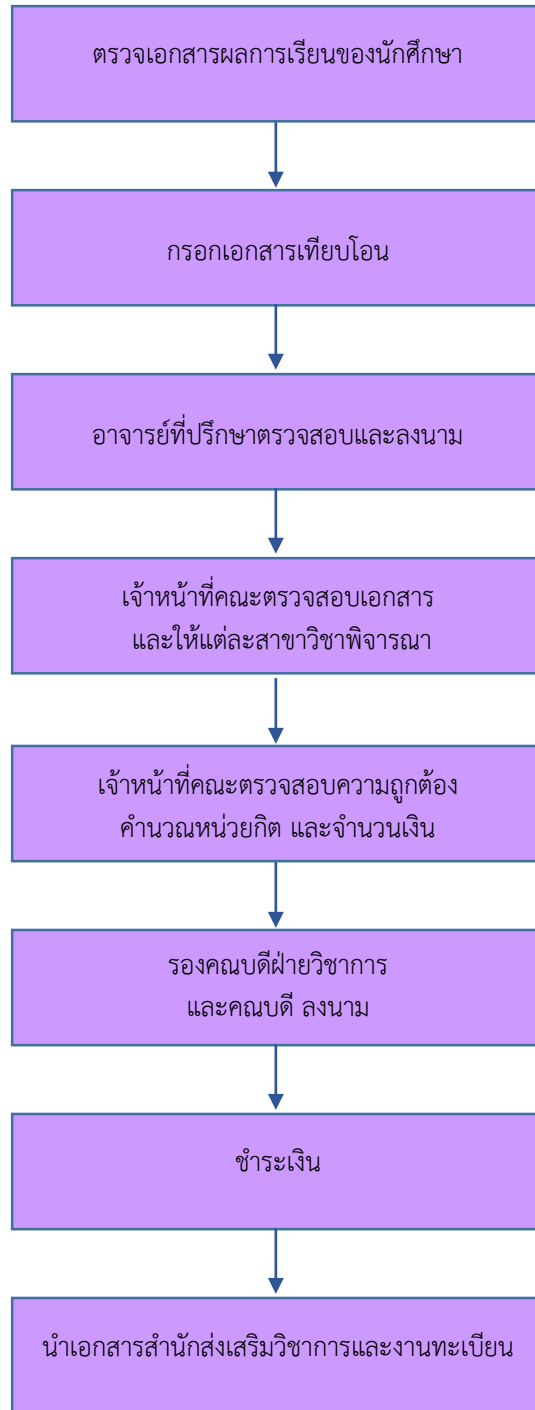 ตรวจเอกสารผลการเรียนของนักศึกษา
กรอกเอกสารเทียบโอน
อาจารย์ที่ปรึกษาตรวจสอบและลงนาม
เจ้าหน้าที่คณะตรวจสอบเอกสาร
และให้แต่ละสาขาวิชาพิจารณา
เจ้าหน้าที่คณะตรวจสอบความถูกต้อง
คำนวณหน่วยกิต และจำนวนเงิน
รองคณบดีฝ่ายวิชาการ
และคณบดี ลงนาม
ชำระเงิน
นำเอกสารสำนักส่งเสริมวิชาการและงานทะเบียน